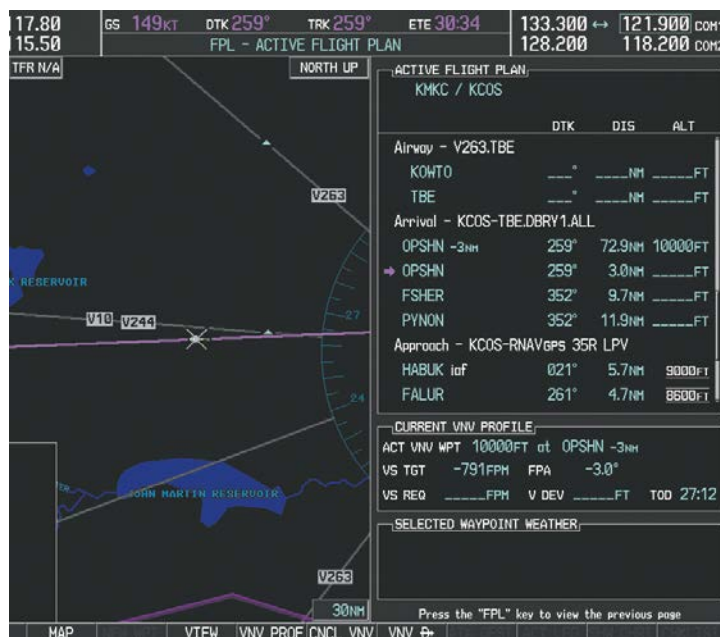 17.80 GS 149KT DTK 259° TRK 259° ETE 30:34 133.300 ↔ 121.900 COM1
15.50 FPL - ACTIVE FLIGHT PLAN 128.200 118.200 COM2
TFR N/A NORTH UP
ACTIVE FLIGHT PLAN
KMKC / KCOS
DTK DIS ALT
Airway - V263.TBE
KOWTO ___° ____NM _____FT
TBE ___° ____NM _____FT
Arrival - KCOS-TBE.DBRY1.ALL
OPSHN -3NM 259° 72.9NM 10000FT
OPSHN 259° 3.0NM _____FT
FSHER 352° 9.7NM _____FT
PYNON 352° 11.9NM _____FT
Approach - KCOS-RNAVGPS 35R LPV
HABUK iaf 021° 5.7NM 9000FT
FALUR 261° 4.7NM 8600FT
CURRENT VNV PROFILE
ACT VNV WPT 10000FT at OPSHN -3NM
VS TGT -791FPM FPA -3.0°
VS REQ _____FPM V DEV _____FT TOD 27:12
SELECTED WAYPOINT WEATHER
Press the "FPL" key to view the previous page
V263
K RESERVOIR
27
V10 V244
24
JOHN MARTIN RESERVOIR
V263
30NM
MAP VIEW VNV PROF CNCL VNV VNV